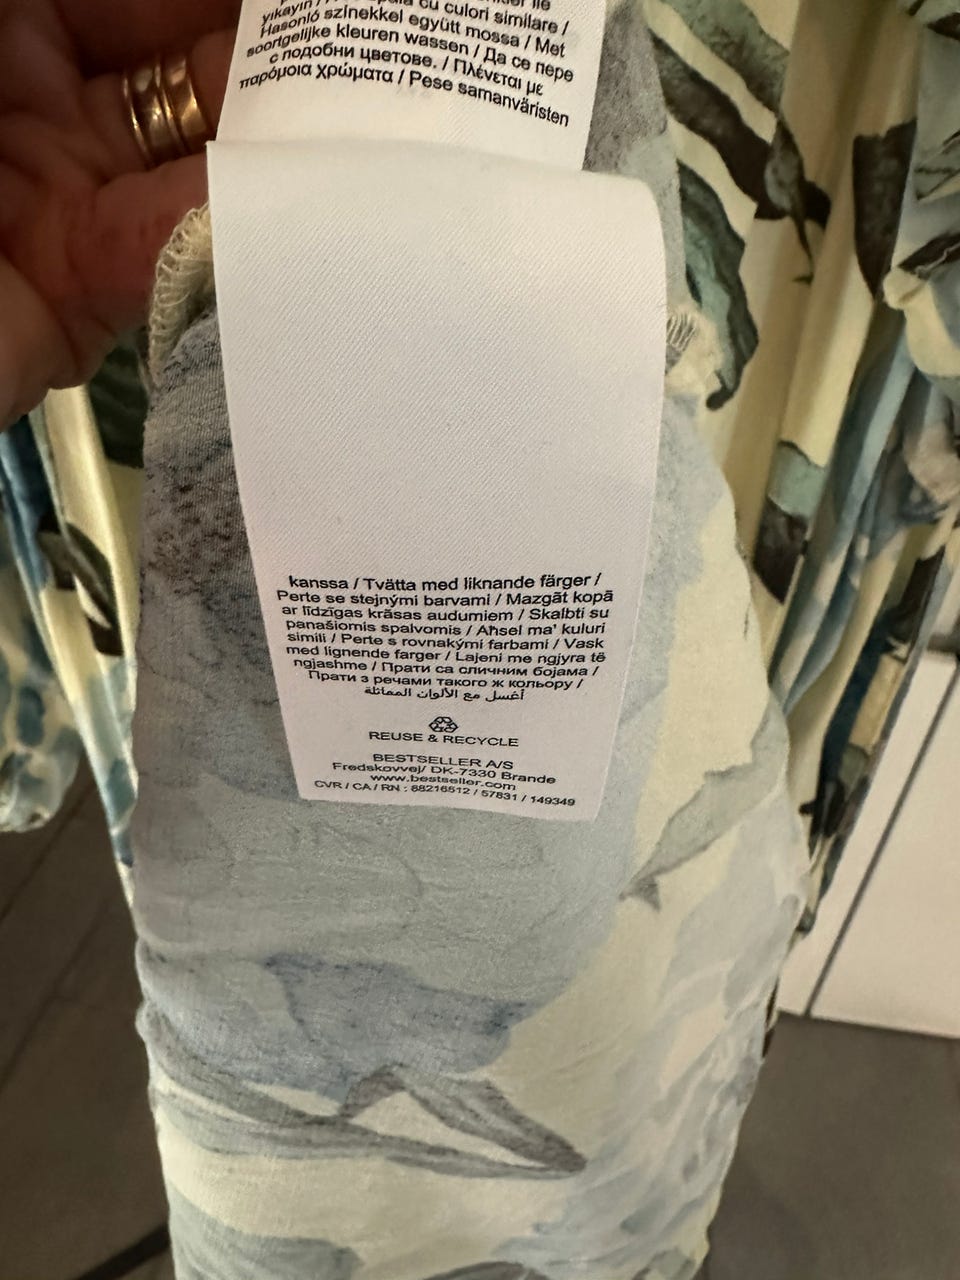 yıkayın / cu culori similare /
Hasonló színekkel együtt mossa / Met
soortgelijke kleuren wassen / Да се пере
с подобни цветове. / Πλένεται με
παρόμοια χρώματα / Pese samanväristen
kanssa / Tvätta med liknande färger /
Perte se stejnými barvami / Mazgāt kopā
ar līdzīgas krāsas audumiem / Skalbti su
panašiomis spalvomis / Aħsel ma' kuluri
simili / Perte s rovnakými farbami / Vask
med lignende farger / Lajeni me ngjyra të
ngjashme / Прати са сличним бојама /
Прати з речами такого ж кольору /
أغسل مع الألوان المماثلة
REUSE & RECYCLE
BESTSELLER A/S
Fredskovvej/ DK-7330 Brande
www.bestseller.com
CVR / CA / RN : 88216512 / 57831 / 149349